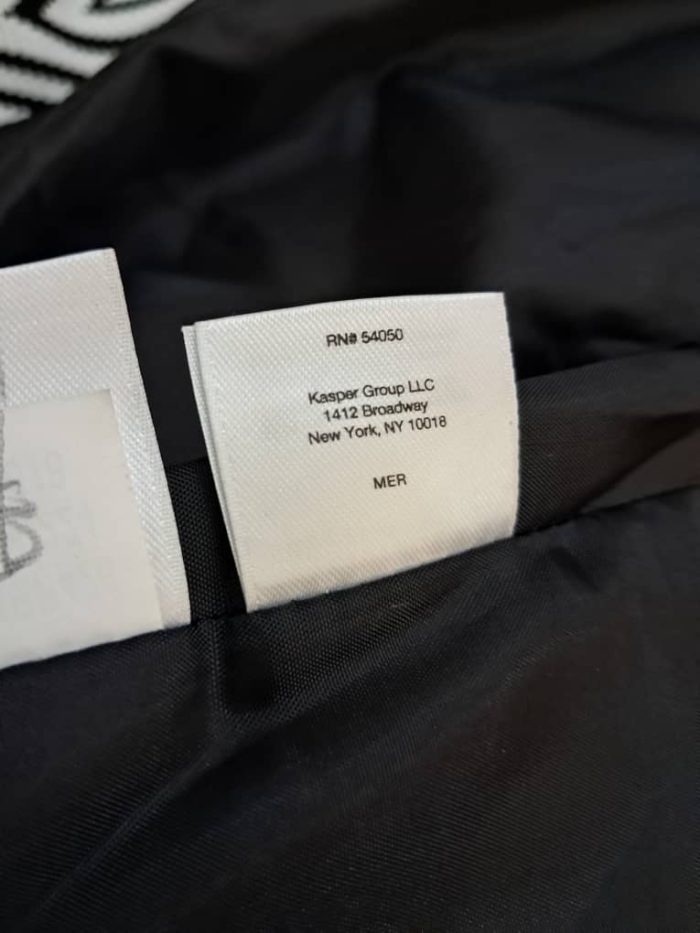 RN# 54050
Kasper Group LLC
1412 Broadway
New York, NY 10018
MER